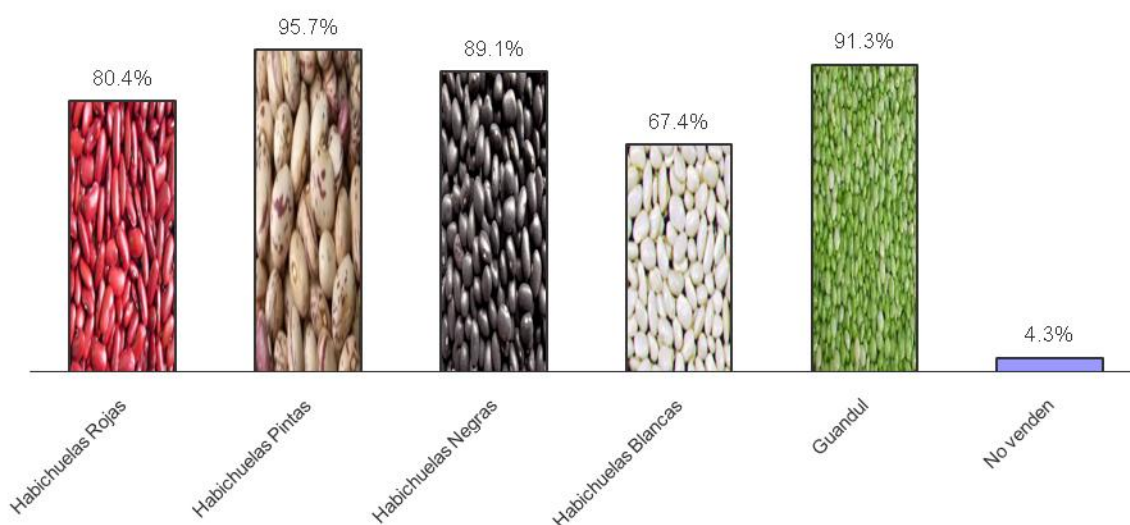 80.4%
95.7%
89.1%
67.4%
91.3%
4.3%
Habichuelas Rojas
Habichuelas Pintas
Habichuelas Negras
Habichuelas Blancas
Guandul
No venden